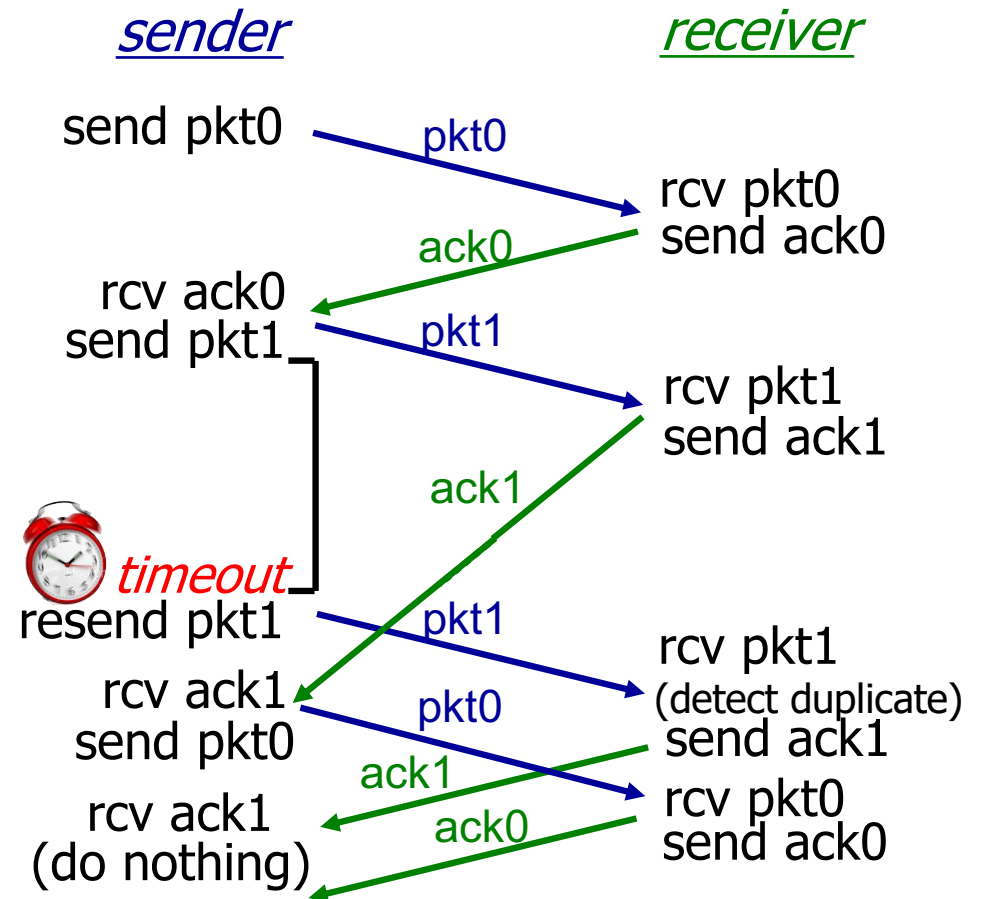 sender
receiver
send pkt0
pkt0
rcv pkt0
send ack0
ack0
rcv ack0
send pkt1
pkt1
rcv pkt1
send ack1
ack1
timeout
resend pkt1
pkt1
rcv pkt1
(detect duplicate)
send ack1
rcv ack1
send pkt0
pkt0
ack1
rcv pkt0
send ack0
rcv ack1
(do nothing)
ack0